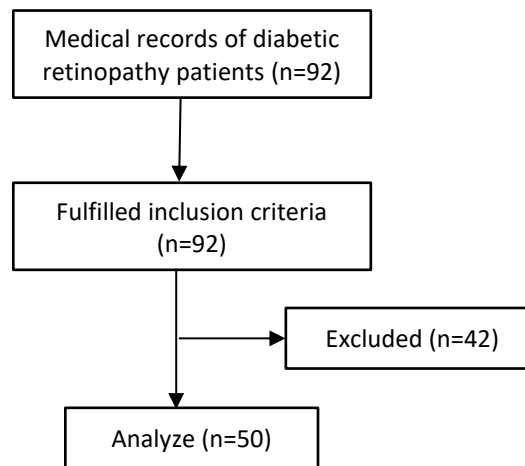 Medical records of diabetic
retinopathy patients (n=92)
Fulfilled inclusion criteria
(n=92)
Excluded (n=42)
Analyze (n=50)